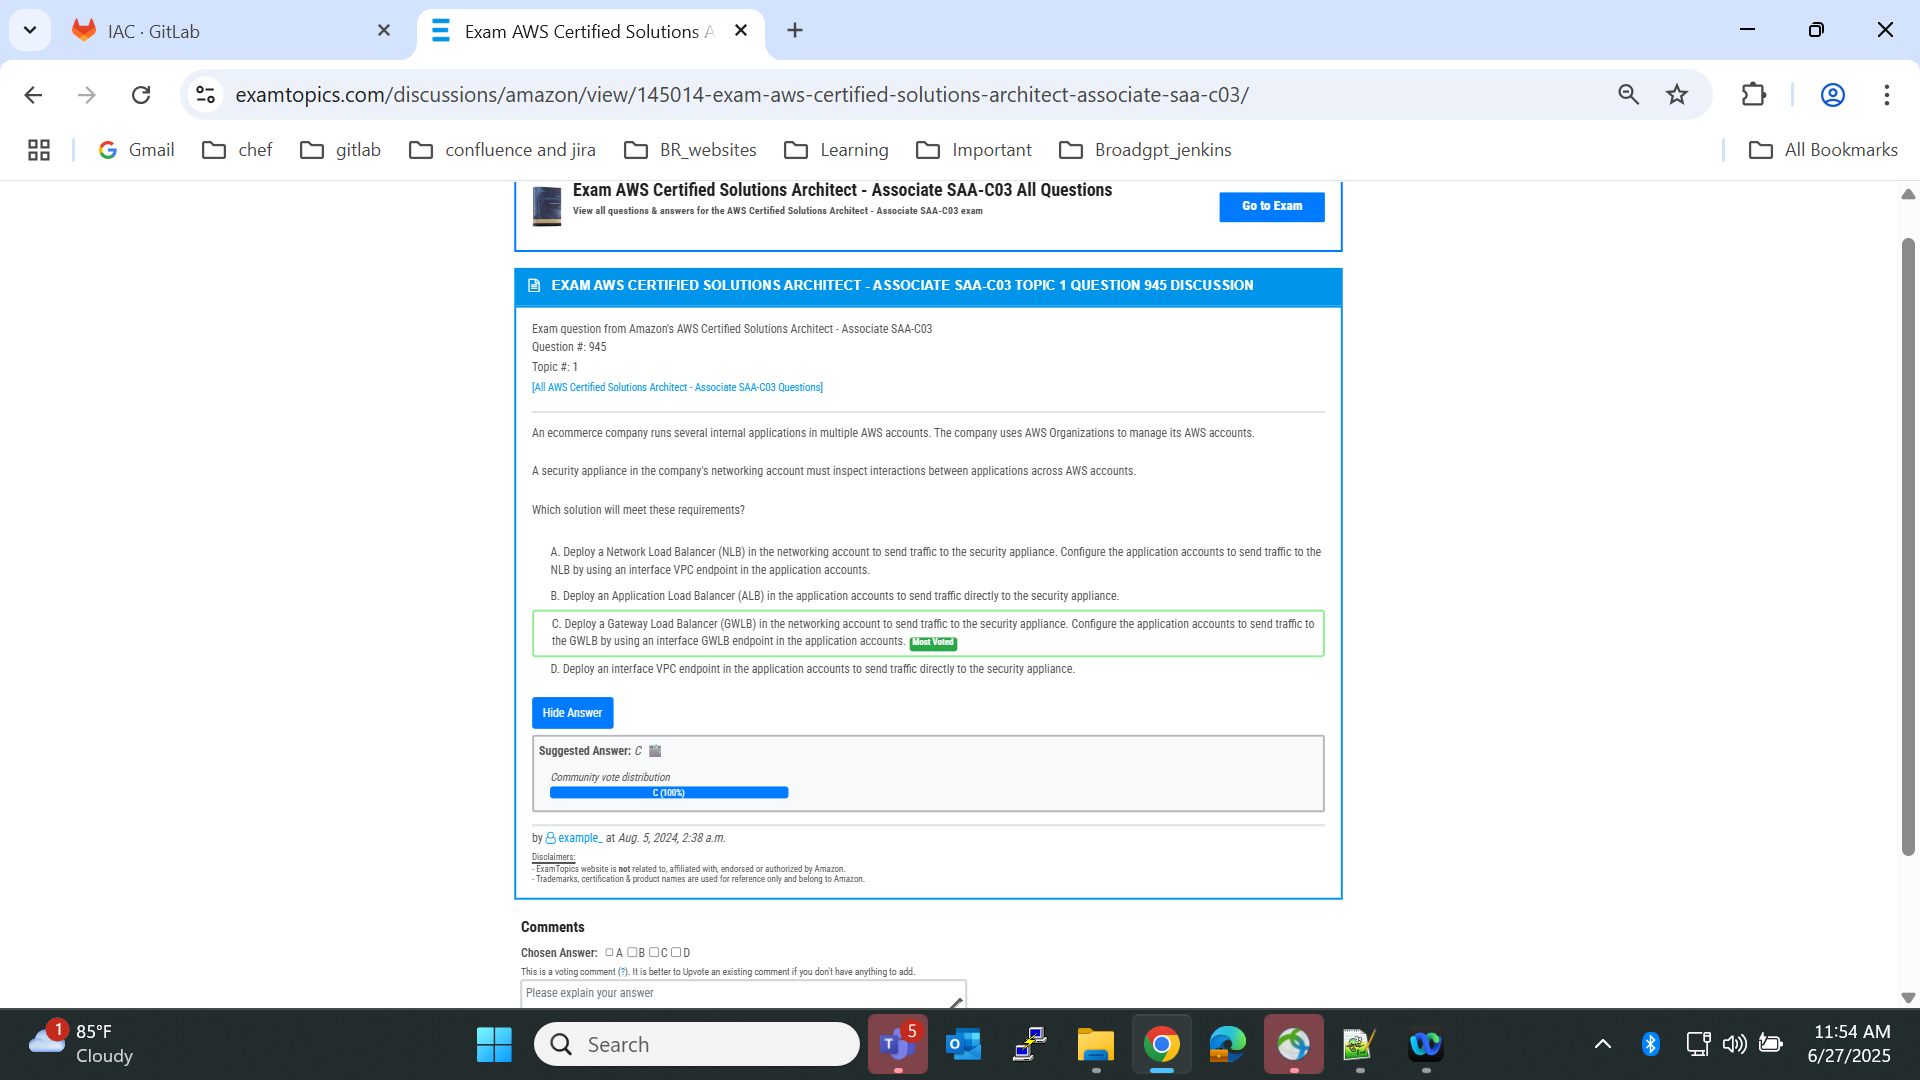 IAC · GitLab
Exam AWS Certified Solutions A
examtopics.com/discussions/amazon/view/145014-exam-aws-certified-solutions-architect-associate-saa-c03/
Gmail
chef
gitlab
confluence and jira
BR_websites
Learning
Important
Broadgpt_jenkins
All Bookmarks
Exam AWS Certified Solutions Architect - Associate SAA-C03 All Questions
View all questions & answers for the AWS Certified Solutions Architect - Associate SAA-C03 exam
Go to Exam
EXAM AWS CERTIFIED SOLUTIONS ARCHITECT - ASSOCIATE SAA-C03 TOPIC 1 QUESTION 945 DISCUSSION
Exam question from Amazon's AWS Certified Solutions Architect - Associate SAA-C03
Question #: 945
Topic #: 1
[All AWS Certified Solutions Architect - Associate SAA-C03 Questions]
An ecommerce company runs several internal applications in multiple AWS accounts. The company uses AWS Organizations to manage its AWS accounts.
A security appliance in the company's networking account must inspect interactions between applications across AWS accounts.
Which solution will meet these requirements?
A. Deploy a Network Load Balancer (NLB) in the networking account to send traffic to the security appliance. Configure the application accounts to send traffic to the
NLB by using an interface VPC endpoint in the application accounts.
B. Deploy an Application Load Balancer (ALB) in the application accounts to send traffic directly to the security appliance.
C. Deploy a Gateway Load Balancer (GWLB) in the networking account to send traffic to the security appliance. Configure the application accounts to send traffic to
the GWLB by using an interface GWLB endpoint in the application accounts. Most Voted
D. Deploy an interface VPC endpoint in the application accounts to send traffic directly to the security appliance.
Hide Answer
Suggested Answer: C
Community vote distribution
C (100%)
by example_ at Aug. 5, 2024, 2:38 a.m.
Disclaimers:
- ExamTopics website is not related to, affiliated with, endorsed or authorized by Amazon.
- Trademarks, certification & product names are used for reference only and belong to Amazon.
Comments
Chosen Answer: A B C D
This is a voting comment (?). It is better to Upvote an existing comment if you don't have anything to add.
Please explain your answer
1
85°F
Cloudy
Search
5
11:54 AM
6/27/2025